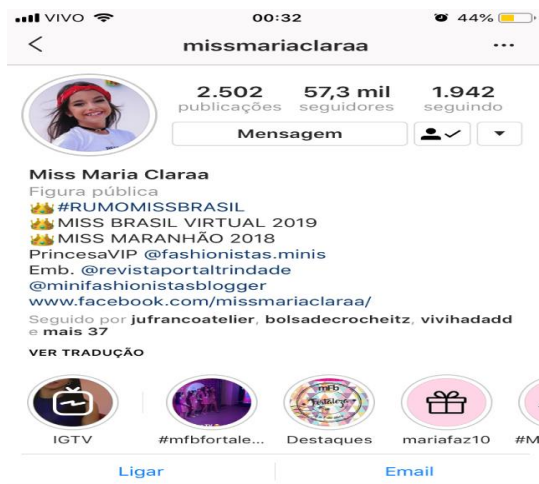 VIVO 00:32 44%
missmariaclaraa
2.502 57,3 mil 1.942
publicações seguidores seguindo
Mensagem
Miss Maria Claraa
Figura pública
👑#RUMOMISSBRASIL
👑MISS BRASIL VIRTUAL 2019
👑MISS MARANHÃO 2018
PrincesaVIP @fashionistas.minis
Emb. @revistaportaltrindade
@minifashionistasblogger
www.facebook.com/missmariaclaraa/
Seguido por jufrancoatelier, bolsadecrocheitz, vivihadadd
e mais 37
VER TRADUÇÃO
mfb
Fortaleza
IGTV #mfbfortale... Destaques mariafaz10 #M
Ligar Email